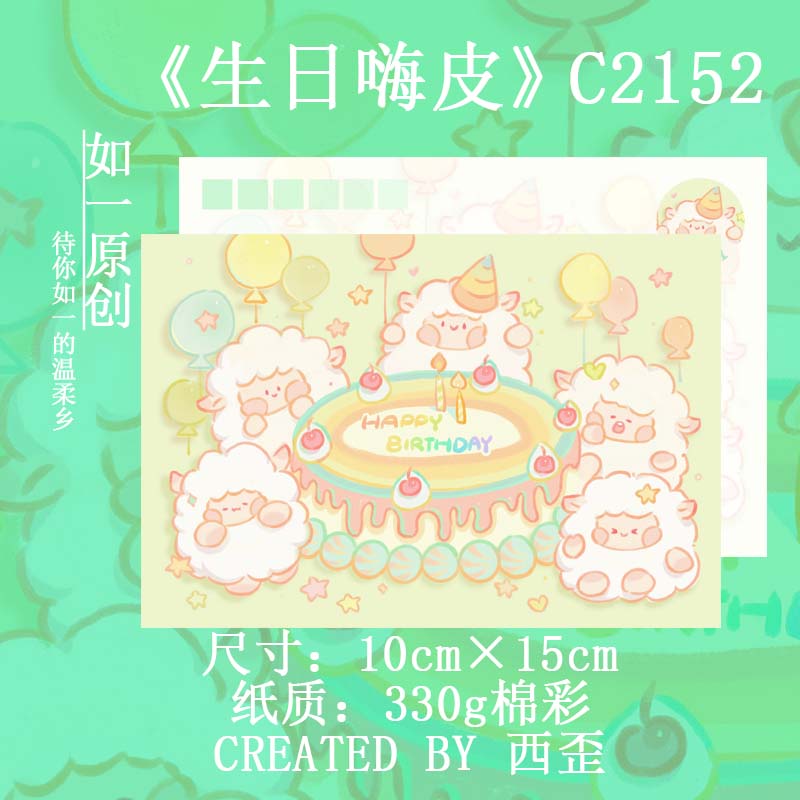 《生日嗨皮》C2152
如一原创
待你如一的温柔乡
HAPPY
BIRTHDAY
尺寸：10cm×15cm
纸质：330g棉彩
CREATED BY 西歪